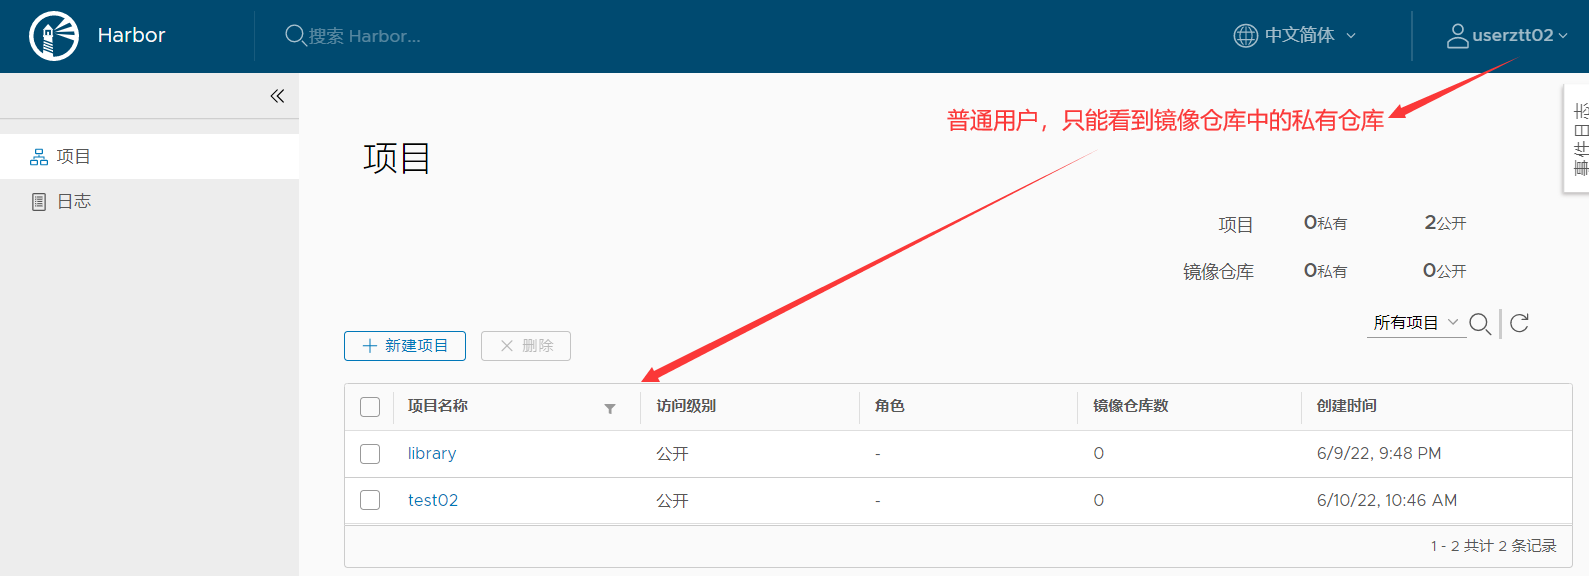 Harbor
搜索 Harbor...
中文简体
userztt02
普通用户，只能看到镜像仓库中的私有仓库
事件日志
项目
日志
项目
项目 0私有 2公开
镜像仓库 0私有 0公开
所有项目
新建项目
删除
项目名称 访问级别 角色 镜像仓库数 创建时间
library 公开 - 0 6/9/22, 9:48 PM
test02 公开 - 0 6/10/22, 10:46 AM
1 - 2 共计 2 条记录